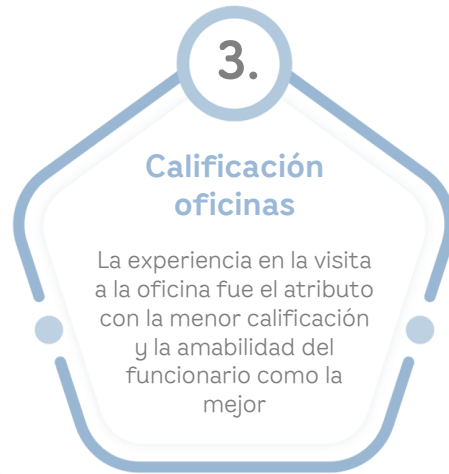 3.
Calificación
oficinas
La experiencia en la visita
a la oficina fue el atributo
con la menor calificación
y la amabilidad del
funcionario como la
mejor